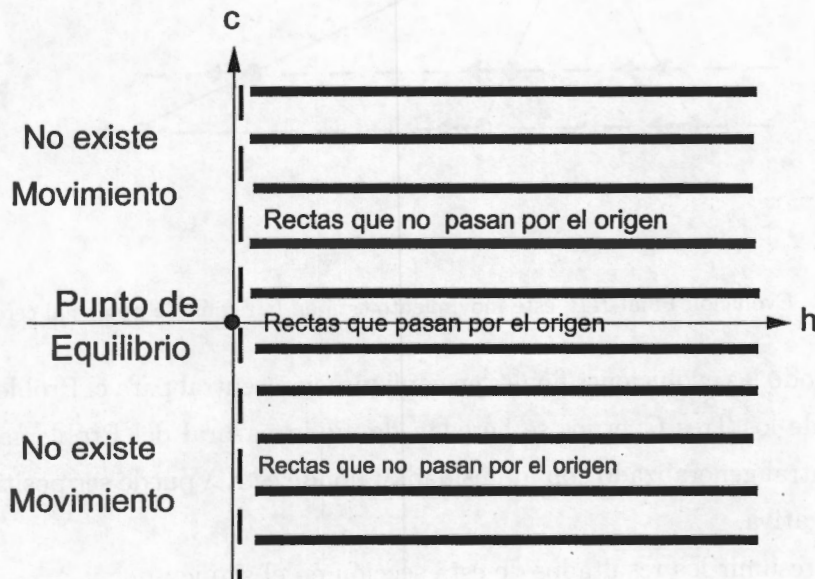 c
No existe
Movimiento
Rectas que no pasan por el origen
Punto de
Equilibrio
Rectas que pasan por el origen
h
No existe
Movimiento
Rectas que no pasan por el origen